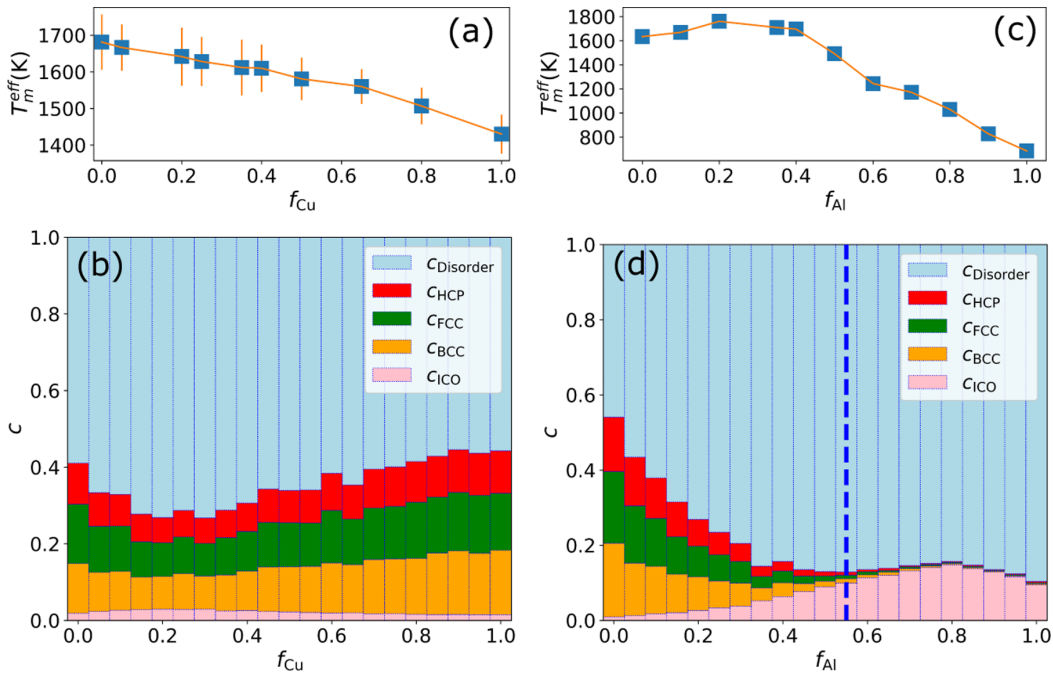 (a)
T_m^eff(K)
1700
1600
1500
1400
0.0 0.2 0.4 0.6 0.8 1.0
f_Cu
(c)
T_m^eff(K)
1800
1600
1400
1200
1000
800
0.0 0.2 0.4 0.6 0.8 1.0
f_Al
(b)
c
1.0
0.8
0.6
0.4
0.2
0.0
c_Disorder
c_HCP
c_FCC
c_BCC
c_ICO
0.0 0.2 0.4 0.6 0.8 1.0
f_Cu
(d)
c
1.0
0.8
0.6
0.4
0.2
0.0
c_Disorder
c_HCP
c_FCC
c_BCC
c_ICO
0.0 0.2 0.4 0.6 0.8 1.0
f_Al